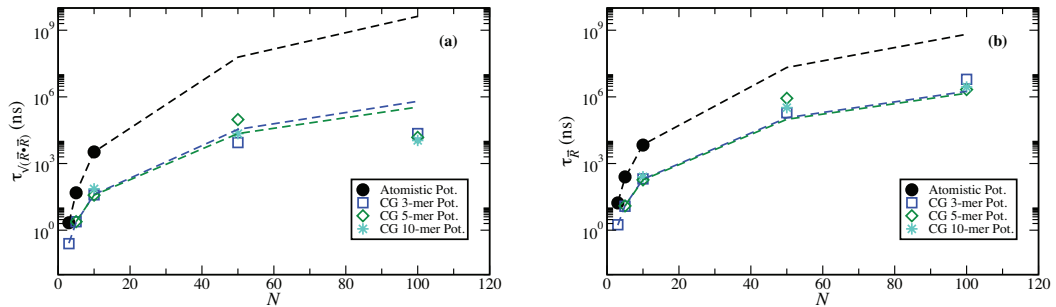 10⁹
10⁶
10³
10⁰
τ√(R⃗•R⃗) (ns)
0 20 40 60 80 100 120
N
(a)
Atomistic Pot.
CG 3-mer Pot.
CG 5-mer Pot.
CG 10-mer Pot.
10⁹
10⁶
10³
10⁰
τR⃗ (ns)
0 20 40 60 80 100 120
N
(b)
Atomistic Pot.
CG 3-mer Pot.
CG 5-mer Pot.
CG 10-mer Pot.